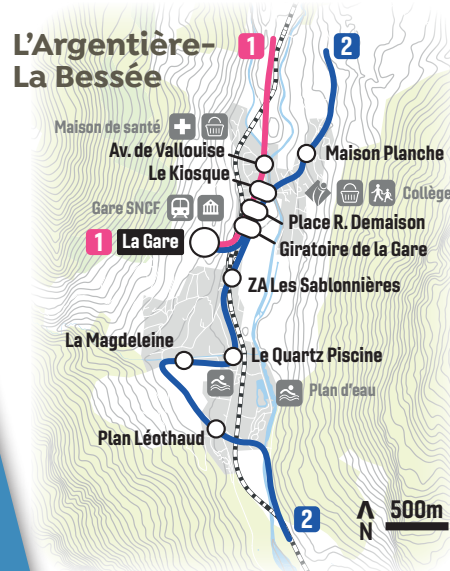 L'Argentière-
La Bessée
1
2
Maison de santé
Av. de Vallouise
Maison Planche
Le Kiosque
Collège
Gare SNCF
Place R. Demaison
1 La Gare
Giratoire de la Gare
ZA Les Sablonnières
La Magdeleine
Le Quartz Piscine
Plan d'eau
Plan Léothaud
2
N
500m